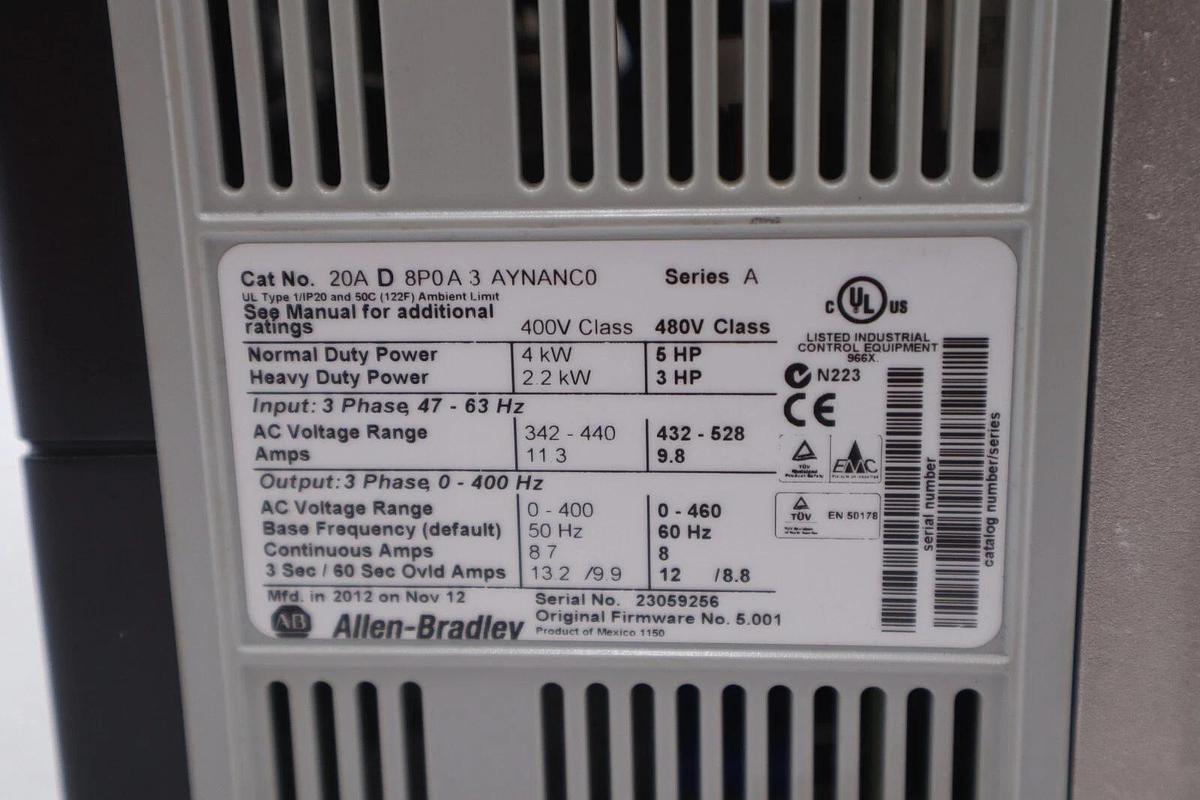 Cat No. 20A D 8P0 A 3 AYNANC0 Series A
UL Type 1/IP20 and 50C (122F) Ambient Limit
See Manual for additional
ratings 400V Class 480V Class
Normal Duty Power 4 kW 5 HP
Heavy Duty Power 2.2 kW 3 HP
Input: 3 Phase, 47 - 63 Hz
AC Voltage Range 342 - 440 432 - 528
Amps 11.3 9.8
Output: 3 Phase, 0 - 400 Hz
AC Voltage Range 0 - 400 0 - 460
Base Frequency (default) 50 Hz 60 Hz
Continuous Amps 8 7 8
3 Sec / 60 Sec Ovld Amps 13.2 /9.9 12 /8.8
Mfd. in 2012 on Nov 12 Serial No. 23059256
AB Allen-Bradley Original Firmware No. 5.001
Product of Mexico 1150
C UL US
LISTED INDUSTRIAL
CONTROL EQUIPMENT
966X.
N223
CE
TÜV EMC
TÜV EN 50178
serial number
catalog number/series